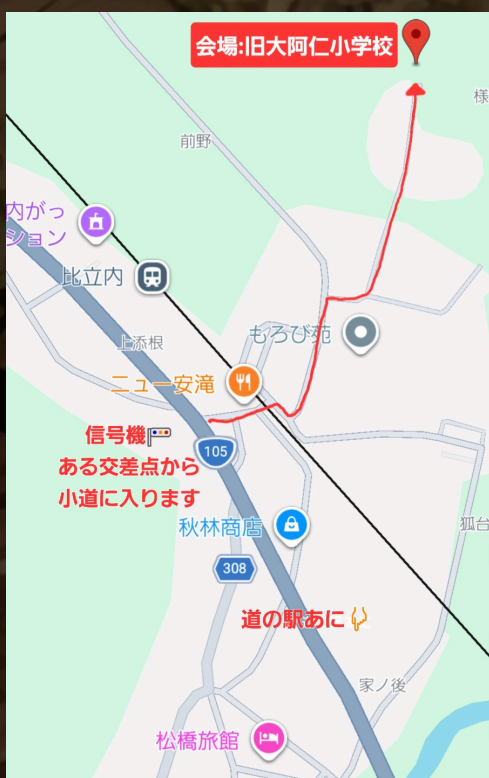 会場:旧大阿仁小学校
様
前野
内がっ
ション
比立内
上添根
もろび苑
ニュー安滝
信号機🚥
ある交差点から
小道に入ります
105
秋林商店
狐台
308
道の駅あに
家ノ後
松橋旅館